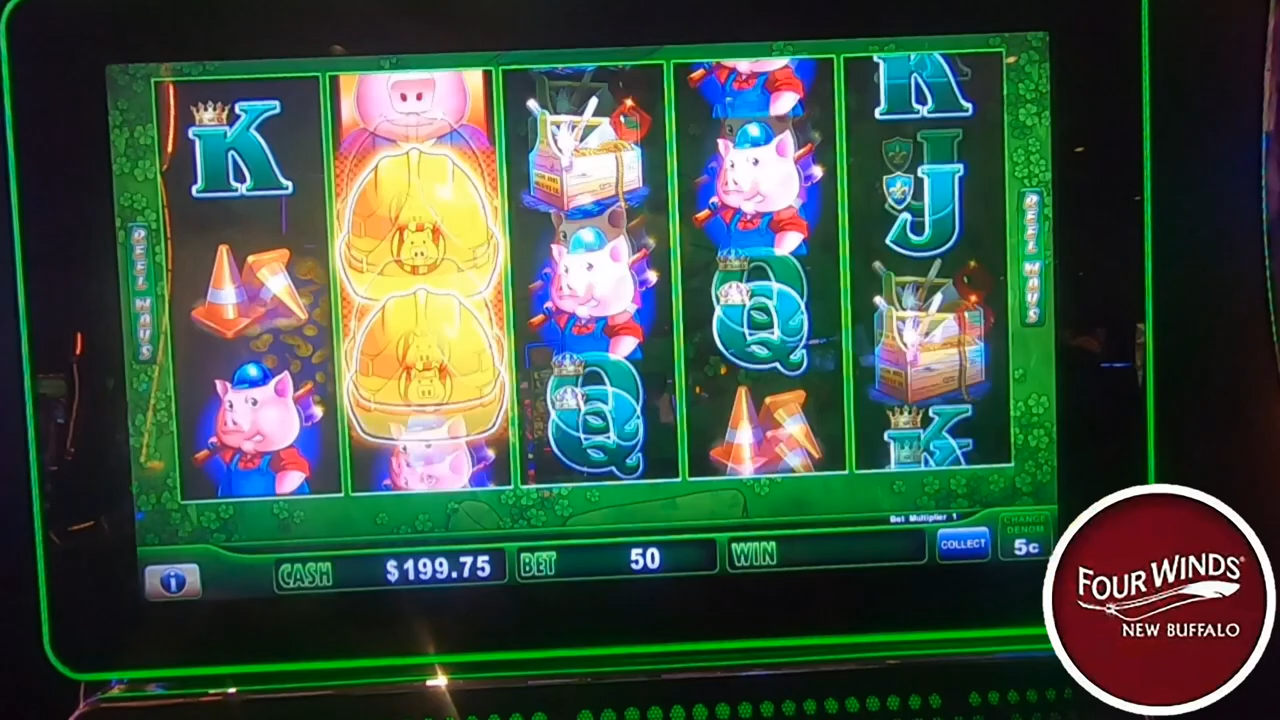 K
K
J
REEL WAYS
REEL WAYS
Q
Q
K
Bet Multiplier 1
CHANGE
DENOM
CASH $199.75 BET 50 WIN COLLECT 5c
FOUR WINDS®
NEW BUFFALO